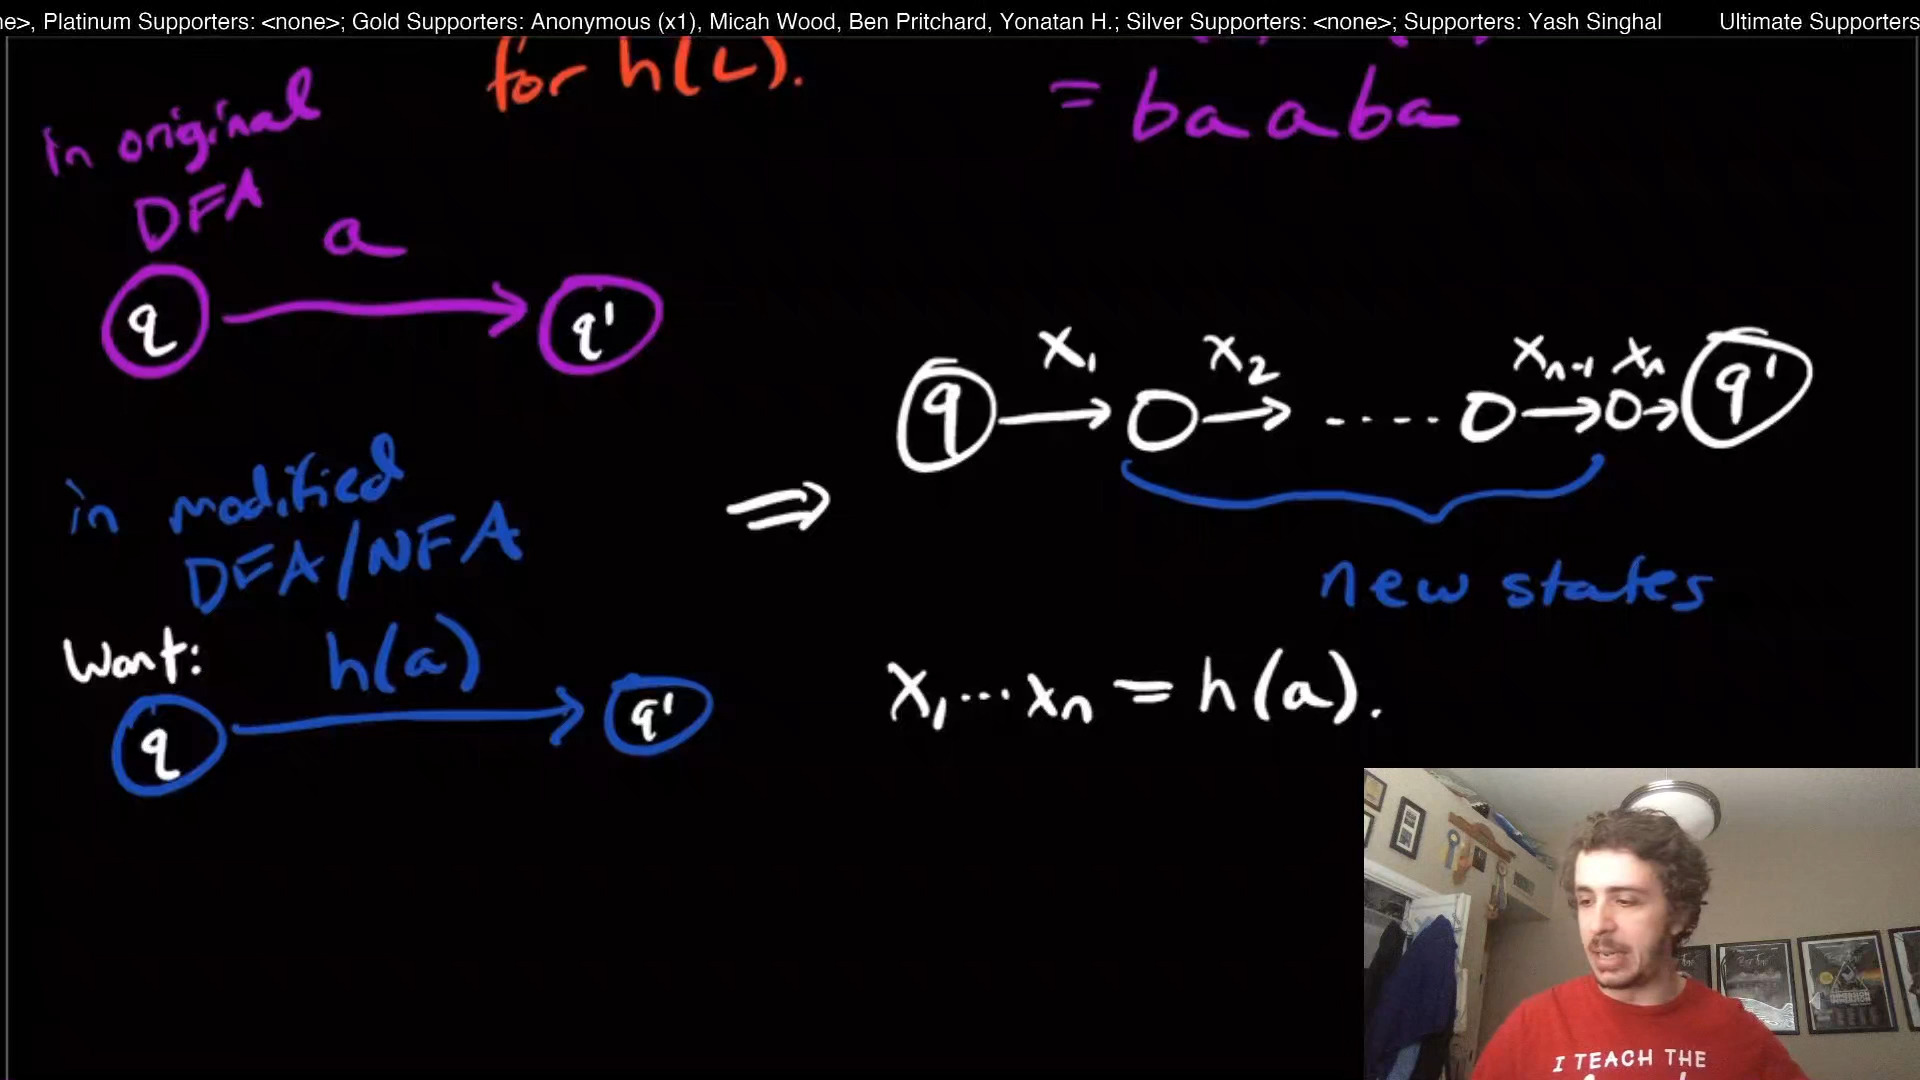 ne>, Platinum Supporters: <none>; Gold Supporters: Anonymous (x1), Micah Wood, Ben Pritchard, Yonatan H.; Silver Supporters: <none>; Supporters: Yash Singhal Ultimate Supporters
for h(L).
= baaba
in original
DFA
a
q
q'
x₁ x₂ xₙ₋₁ xₙ
q ..... q'
in modified
DFA/NFA
⇒
new states
Want:
h(a)
q
q'
x₁...xₙ = h(a).
I TEACH THE